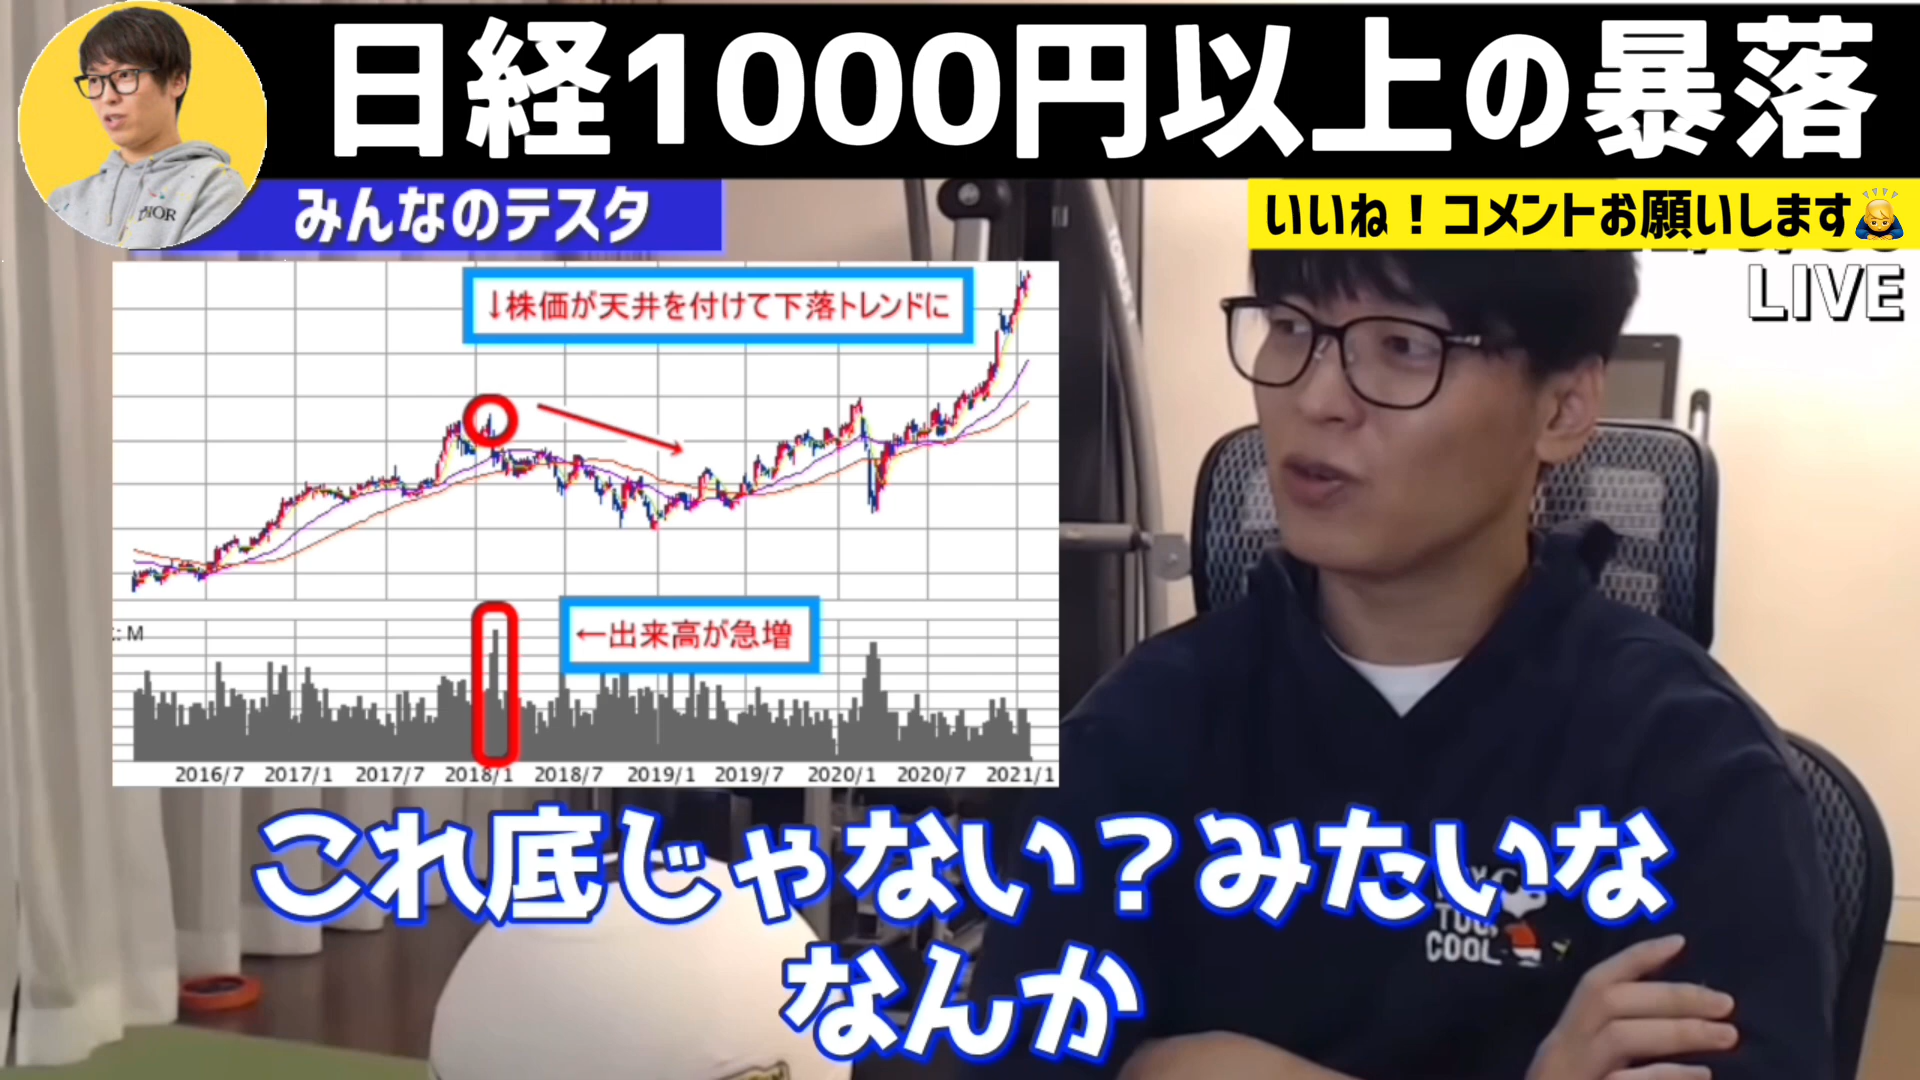 日経1000円以上の暴落
みんなのテスタ
いいね！コメントお願いします🙇
LIVE
↓株価が天井を付けて下落トレンドに
←出来高が急増
: M
2016/7 2017/1 2017/7 2018/1 2018/7 2019/1 2019/7 2020/1 2020/7 2021/1
これ底じゃない？みたいな
なんか
COOL
DIOR